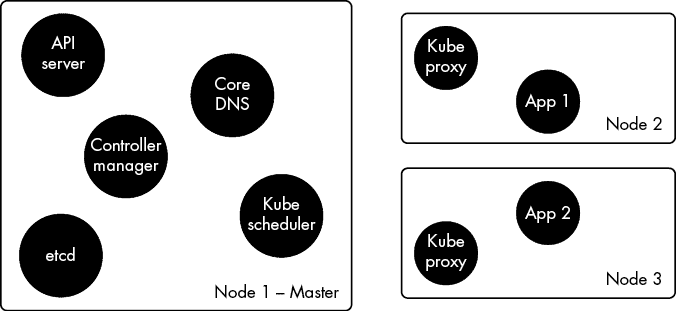 API
server
Core
DNS
Controller
manager
Kube
scheduler
etcd
Node 1 – Master
Kube
proxy
App 1
Node 2
App 2
Kube
proxy
Node 3